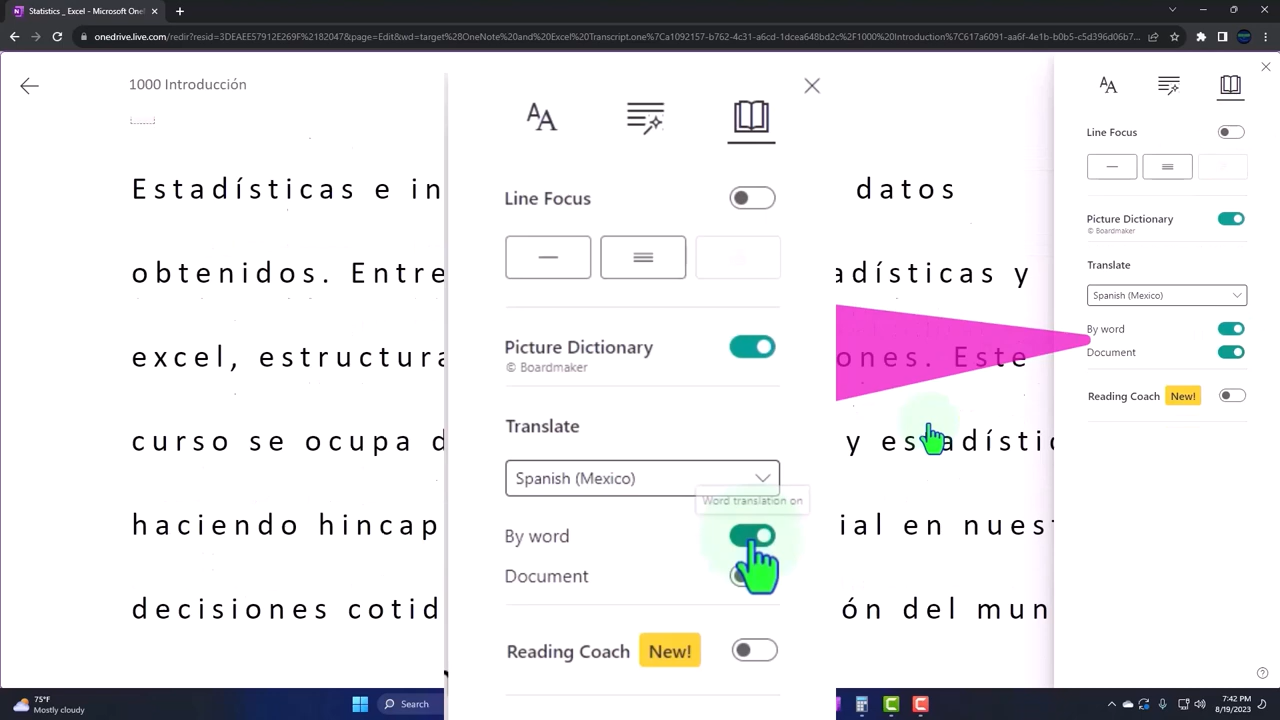 Statistics _ Excel - Microsoft Onel
onedrive.live.com/redir?resid=3DEAEE57912E269F%2182047&page=Edit&wd=target%28OneNote%20and%20Excel%20Transcript.one%7Ca1092157-b762-4c31-a6cd-1dcea648bd2c%2F1000%20Introduction%7C617a6091-aa6f-4e1b-b0b5-c5d396d06b7...
1000 Introducción
Estadísticas e in datos
obtenidos. Entre adísticas y
excel, estructura ones. Este
curso se ocupa d y estadístic
haciendo hincap ial en nuest
decisiones cotid ón del mun
Line Focus
Picture Dictionary
© Boardmaker
Translate
Spanish (Mexico)
Word translation on
By word
Document
Reading Coach New!
Line Focus
Picture Dictionary
© Boardmaker
Translate
Spanish (Mexico)
By word
Document
Reading Coach New!
75°F
Mostly cloudy
Search
7:42 PM
8/19/2023